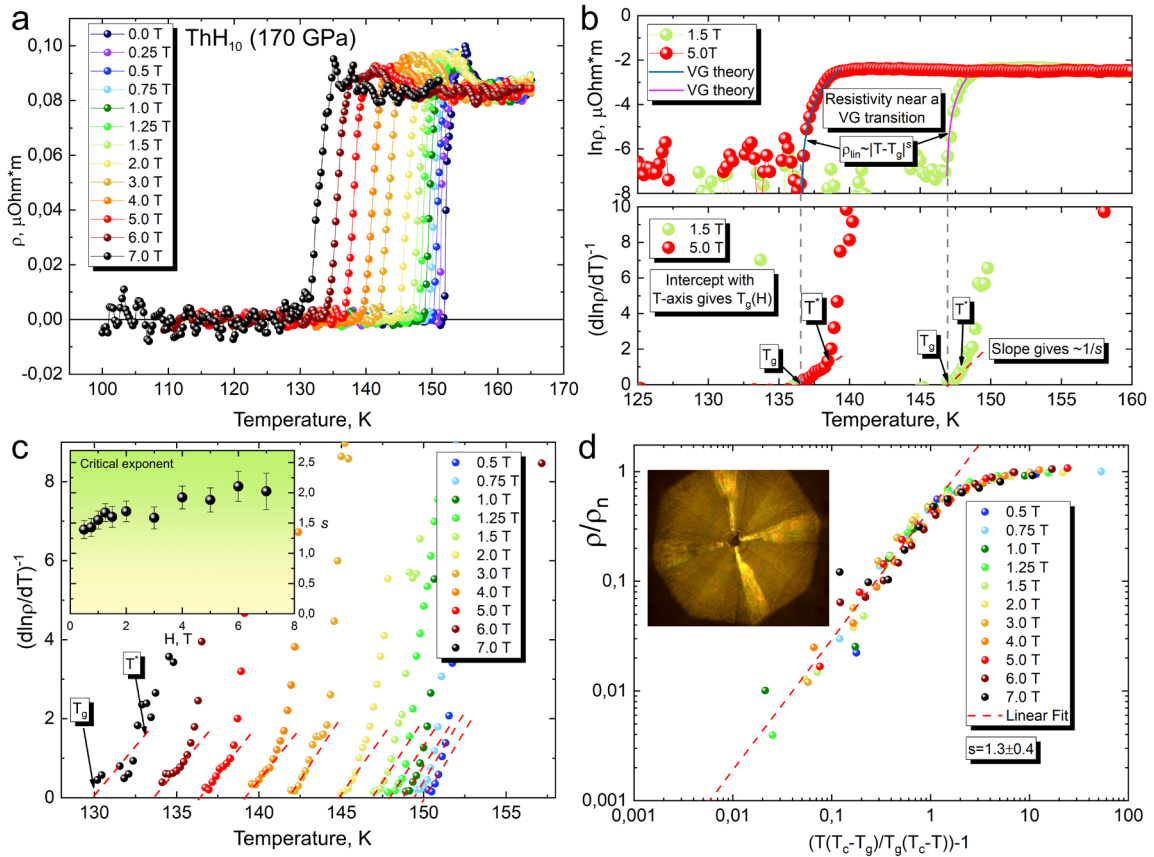 a
ThH10 (170 GPa)
0.0 T
0.25 T
0.5 T
0.75 T
1.0 T
1.25 T
1.5 T
2.0 T
3.0 T
4.0 T
5.0 T
6.0 T
7.0 T
0,10
0,08
0,06
0,04
0,02
0,00
-0,02
ρ, µOhm*m
100 110 120 130 140 150 160 170
Temperature, K
b
1.5 T
5.0T
VG theory
VG theory
Resistivity near a
VG transition
ρlin~|T-Tg|^s
0
-2
-4
-6
-8
lnρ, µOhm*m
1.5 T
5.0 T
Intercept with
T-axis gives Tg(H)
T*
T*
Tg
Tg
Slope gives ~1/s
10
8
6
4
2
0
(dlnρ/dT)^-1
125 130 135 140 145 150 155 160
Temperature, K
c
Critical exponent
2,5
2,0
1,5
1,0
0,5
0,0
s
0 2 4 6 8
H, T
0.5 T
0.75 T
1.0 T
1.25 T
1.5 T
2.0 T
3.0 T
4.0 T
5.0 T
6.0 T
7.0 T
T*
Tg
8
6
4
2
0
(dlnρ/dT)^-1
130 135 140 145 150 155
Temperature, K
d
1
0,1
0,01
0,001
ρ/ρn
0.5 T
0.75 T
1.0 T
1.25 T
1.5 T
2.0 T
3.0 T
4.0 T
5.0 T
6.0 T
7.0 T
Linear Fit
s=1.3±0.4
0,001 0,01 0,1 1 10 100
(T(Tc-Tg)/Tg(Tc-T))-1